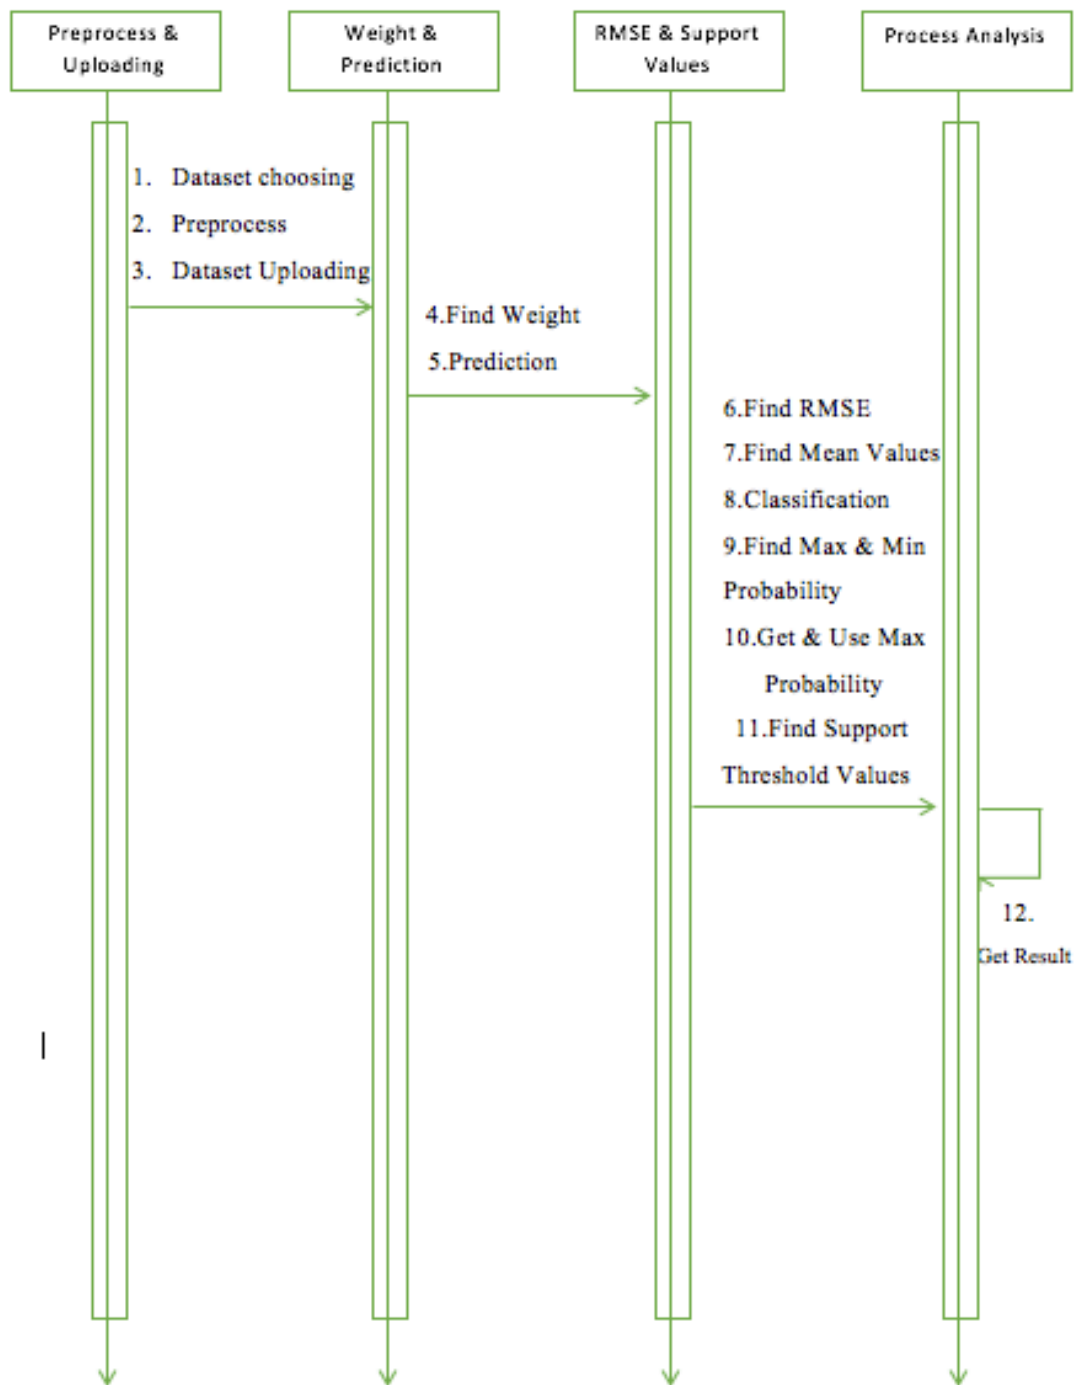 Preprocess &
Uploading
Weight &
Prediction
RMSE & Support
Values
Process Analysis
1. Dataset choosing
2. Preprocess
3. Dataset Uploading
4.Find Weight
5.Prediction
6.Find RMSE
7.Find Mean Values
8.Classification
9.Find Max & Min
Probability
10.Get & Use Max
Probability
11.Find Support
Threshold Values
12.
Get Result